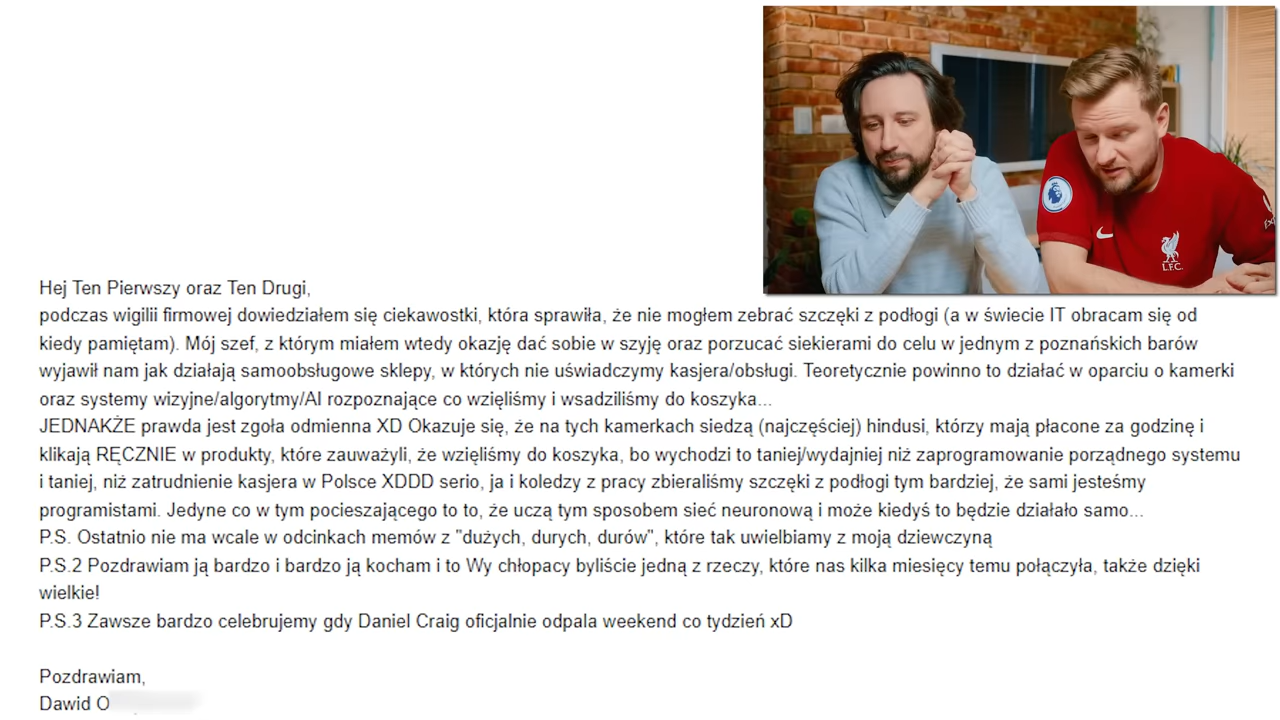 Hej Ten Pierwszy oraz Ten Drugi,
podczas wigilii firmowej dowiedziałem się ciekawostki, która sprawiła, że nie mogłem zebrać szczęki z podłogi (a w świecie IT obracam się od
kiedy pamiętam). Mój szef, z którym miałem wtedy okazję dać sobie w szyję oraz porzucać siekierami do celu w jednym z poznańskich barów
wyjawił nam jak działają samoobsługowe sklepy, w których nie uświadczymy kasjera/obsługi. Teoretycznie powinno to działać w oparciu o kamerki
oraz systemy wizyjne/algorytmy/AI rozpoznające co wzięliśmy i wsadziliśmy do koszyka...
JEDNAKŻE prawda jest zgoła odmienna XD Okazuje się, że na tych kamerkach siedzą (najczęściej) hindusi, którzy mają płacone za godzinę i
klikają RĘCZNIE w produkty, które zauważyli, że wzięliśmy do koszyka, bo wychodzi to taniej/wydajniej niż zaprogramowanie porządnego systemu
i taniej, niż zatrudnienie kasjera w Polsce XDDD serio, ja i koledzy z pracy zbieraliśmy szczęki z podłogi tym bardziej, że sami jesteśmy
programistami. Jedyne co w tym pocieszającego to to, że uczą tym sposobem sieć neuronową i może kiedyś to będzie działało samo...
P.S. Ostatnio nie ma wcale w odcinkach memów z "dużych, durych, durów", które tak uwielbiamy z moją dziewczyną
P.S.2 Pozdrawiam ją bardzo i bardzo ją kocham i to Wy chłopacy byliście jedną z rzeczy, które nas kilka miesięcy temu połączyła, także dzięki
wielkie!
P.S.3 Zawsze bardzo celebrujemy gdy Daniel Craig oficjalnie odpala weekend co tydzień xD
Pozdrawiam,
Dawid O
L.F.C.